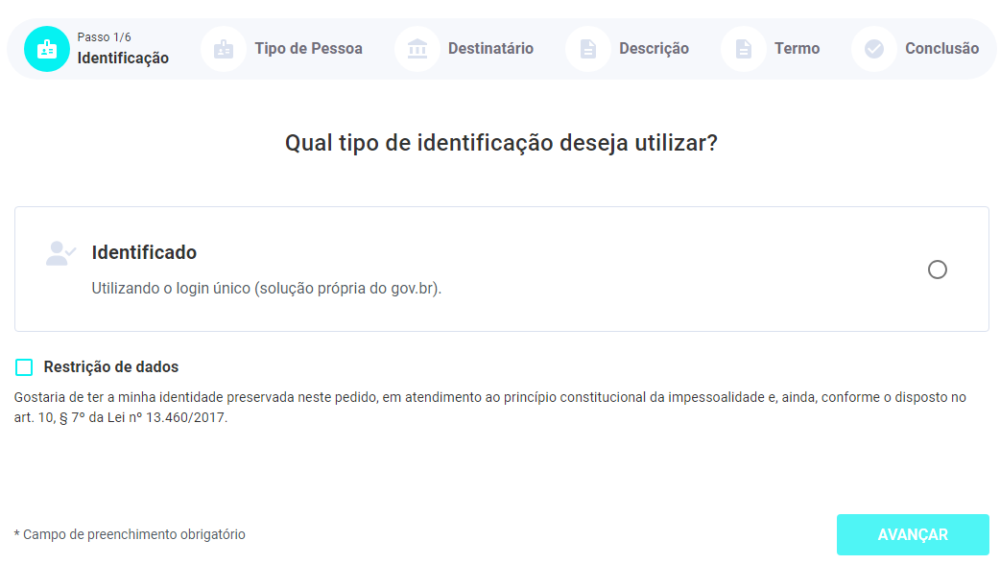 Passo 1/6
Identificação
Tipo de Pessoa
Destinatário
Descrição
Termo
Conclusão
Qual tipo de identificação deseja utilizar?
Identificado
Utilizando o login único (solução própria do gov.br).
Restrição de dados
Gostaria de ter a minha identidade preservada neste pedido, em atendimento ao princípio constitucional da impessoalidade e, ainda, conforme o disposto no
art. 10, § 7º da Lei nº 13.460/2017.
* Campo de preenchimento obrigatório
AVANÇAR